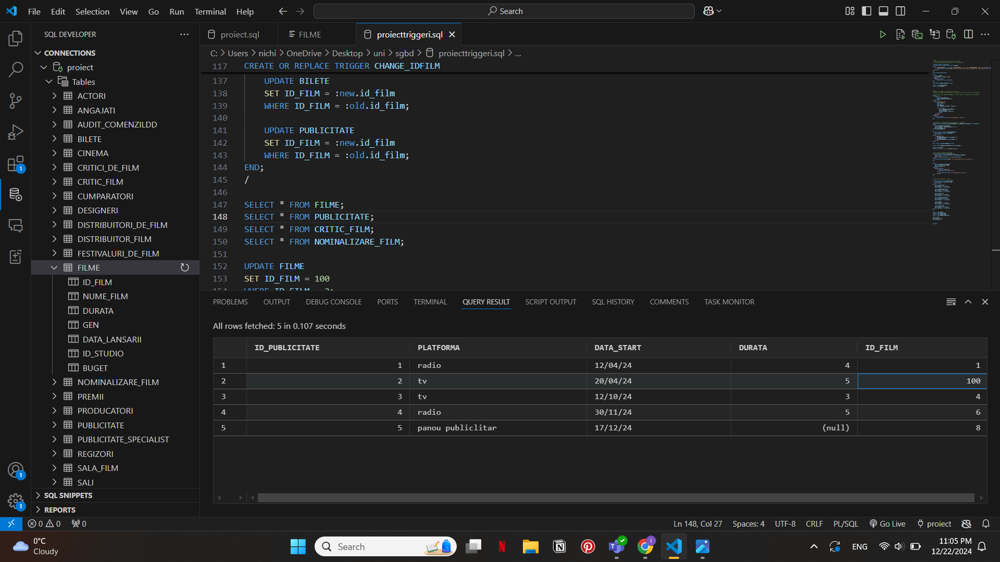 File Edit Selection View Go Run Terminal Help
Search
SQL DEVELOPER
CONNECTIONS
proiect
Tables
ACTORI
ANGAJATI
AUDIT_COMENZILDD
BILETE
CINEMA
CRITICI_DE_FILM
CRITIC_FILM
CUMPARATORI
DESIGNERI
DISTRIBUITORI_DE_FILM
DISTRIBUITOR_FILM
FESTIVALURI_DE_FILM
FILME
ID_FILM
NUME_FILM
DURATA
GEN
DATA_LANSARII
ID_STUDIO
BUGET
NOMINALIZARE_FILM
PREMII
PRODUCATORI
PUBLICITATE
PUBLICITATE_SPECIALIST
REGIZORI
SALA_FILM
SALI
SQL SNIPPETS
REPORTS
1
1
1
proiect.sql FILME proiecttriggeri.sql
C: > Users > nichi > OneDrive > Desktop > uni > sgbd > proiecttriggeri.sql > ...
117 CREATE OR REPLACE TRIGGER CHANGE_IDFILM
137 UPDATE BILETE
138 SET ID_FILM = :new.id_film
139 WHERE ID_FILM = :old.id_film;
140
141 UPDATE PUBLICITATE
142 SET ID_FILM = :new.id_film
143 WHERE ID_FILM = :old.id_film;
144 END;
145 /
146
147 SELECT * FROM FILME;
148 SELECT * FROM PUBLICITATE;
149 SELECT * FROM CRITIC_FILM;
150 SELECT * FROM NOMINALIZARE_FILM;
151
152 UPDATE FILME
153 SET ID_FILM = 100
PROBLEMS OUTPUT DEBUG CONSOLE PORTS TERMINAL QUERY RESULT SCRIPT OUTPUT SQL HISTORY COMMENTS TASK MONITOR
All rows fetched: 5 in 0.107 seconds
ID_PUBLICITATE PLATFORMA DATA_START DURATA ID_FILM
1 1 radio 12/04/24 4 1
2 2 tv 20/04/24 5 100
3 3 tv 12/10/24 3 4
4 4 radio 30/11/24 5 6
5 5 panou publiclitar 17/12/24 (null) 8
0 0 0
Ln 148, Col 27 Spaces: 4 UTF-8 CRLF PL/SQL Go Live proiect
0°C
Cloudy
Search
ENG
11:05 PM
12/22/2024